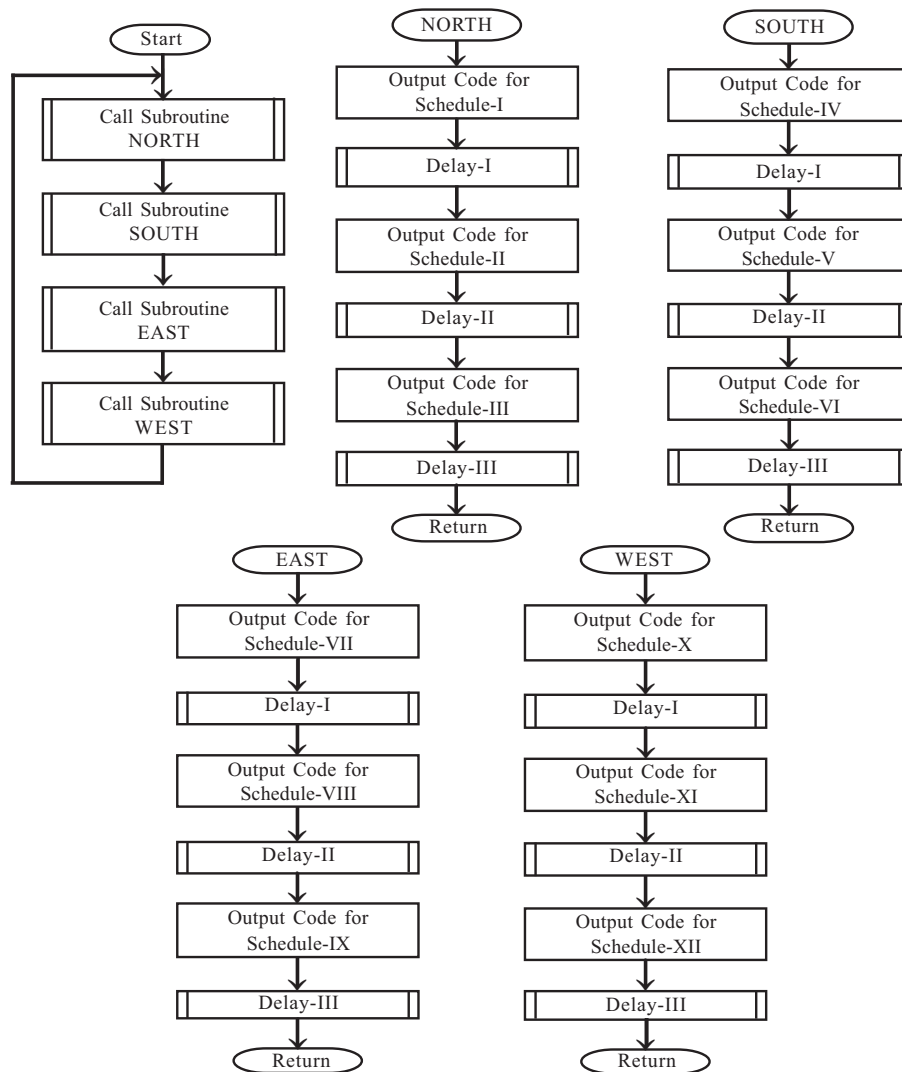 Start
Call Subroutine
NORTH
Call Subroutine
SOUTH
Call Subroutine
EAST
Call Subroutine
WEST
NORTH
Output Code for
Schedule-I
Delay-I
Output Code for
Schedule-II
Delay-II
Output Code for
Schedule-III
Delay-III
Return
SOUTH
Output Code for
Schedule-IV
Delay-I
Output Code for
Schedule-V
Delay-II
Output Code for
Schedule-VI
Delay-III
Return
EAST
Output Code for
Schedule-VII
Delay-I
Output Code for
Schedule-VIII
Delay-II
Output Code for
Schedule-IX
Delay-III
Return
WEST
Output Code for
Schedule-X
Delay-I
Output Code for
Schedule-XI
Delay-II
Output Code for
Schedule-XII
Delay-III
Return